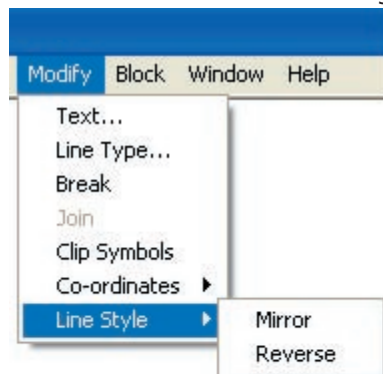 Modify Block Window Help
Text...
Line Type...
Break
Join
Clip Symbols
Co-ordinates
Line Style
Mirror
Reverse